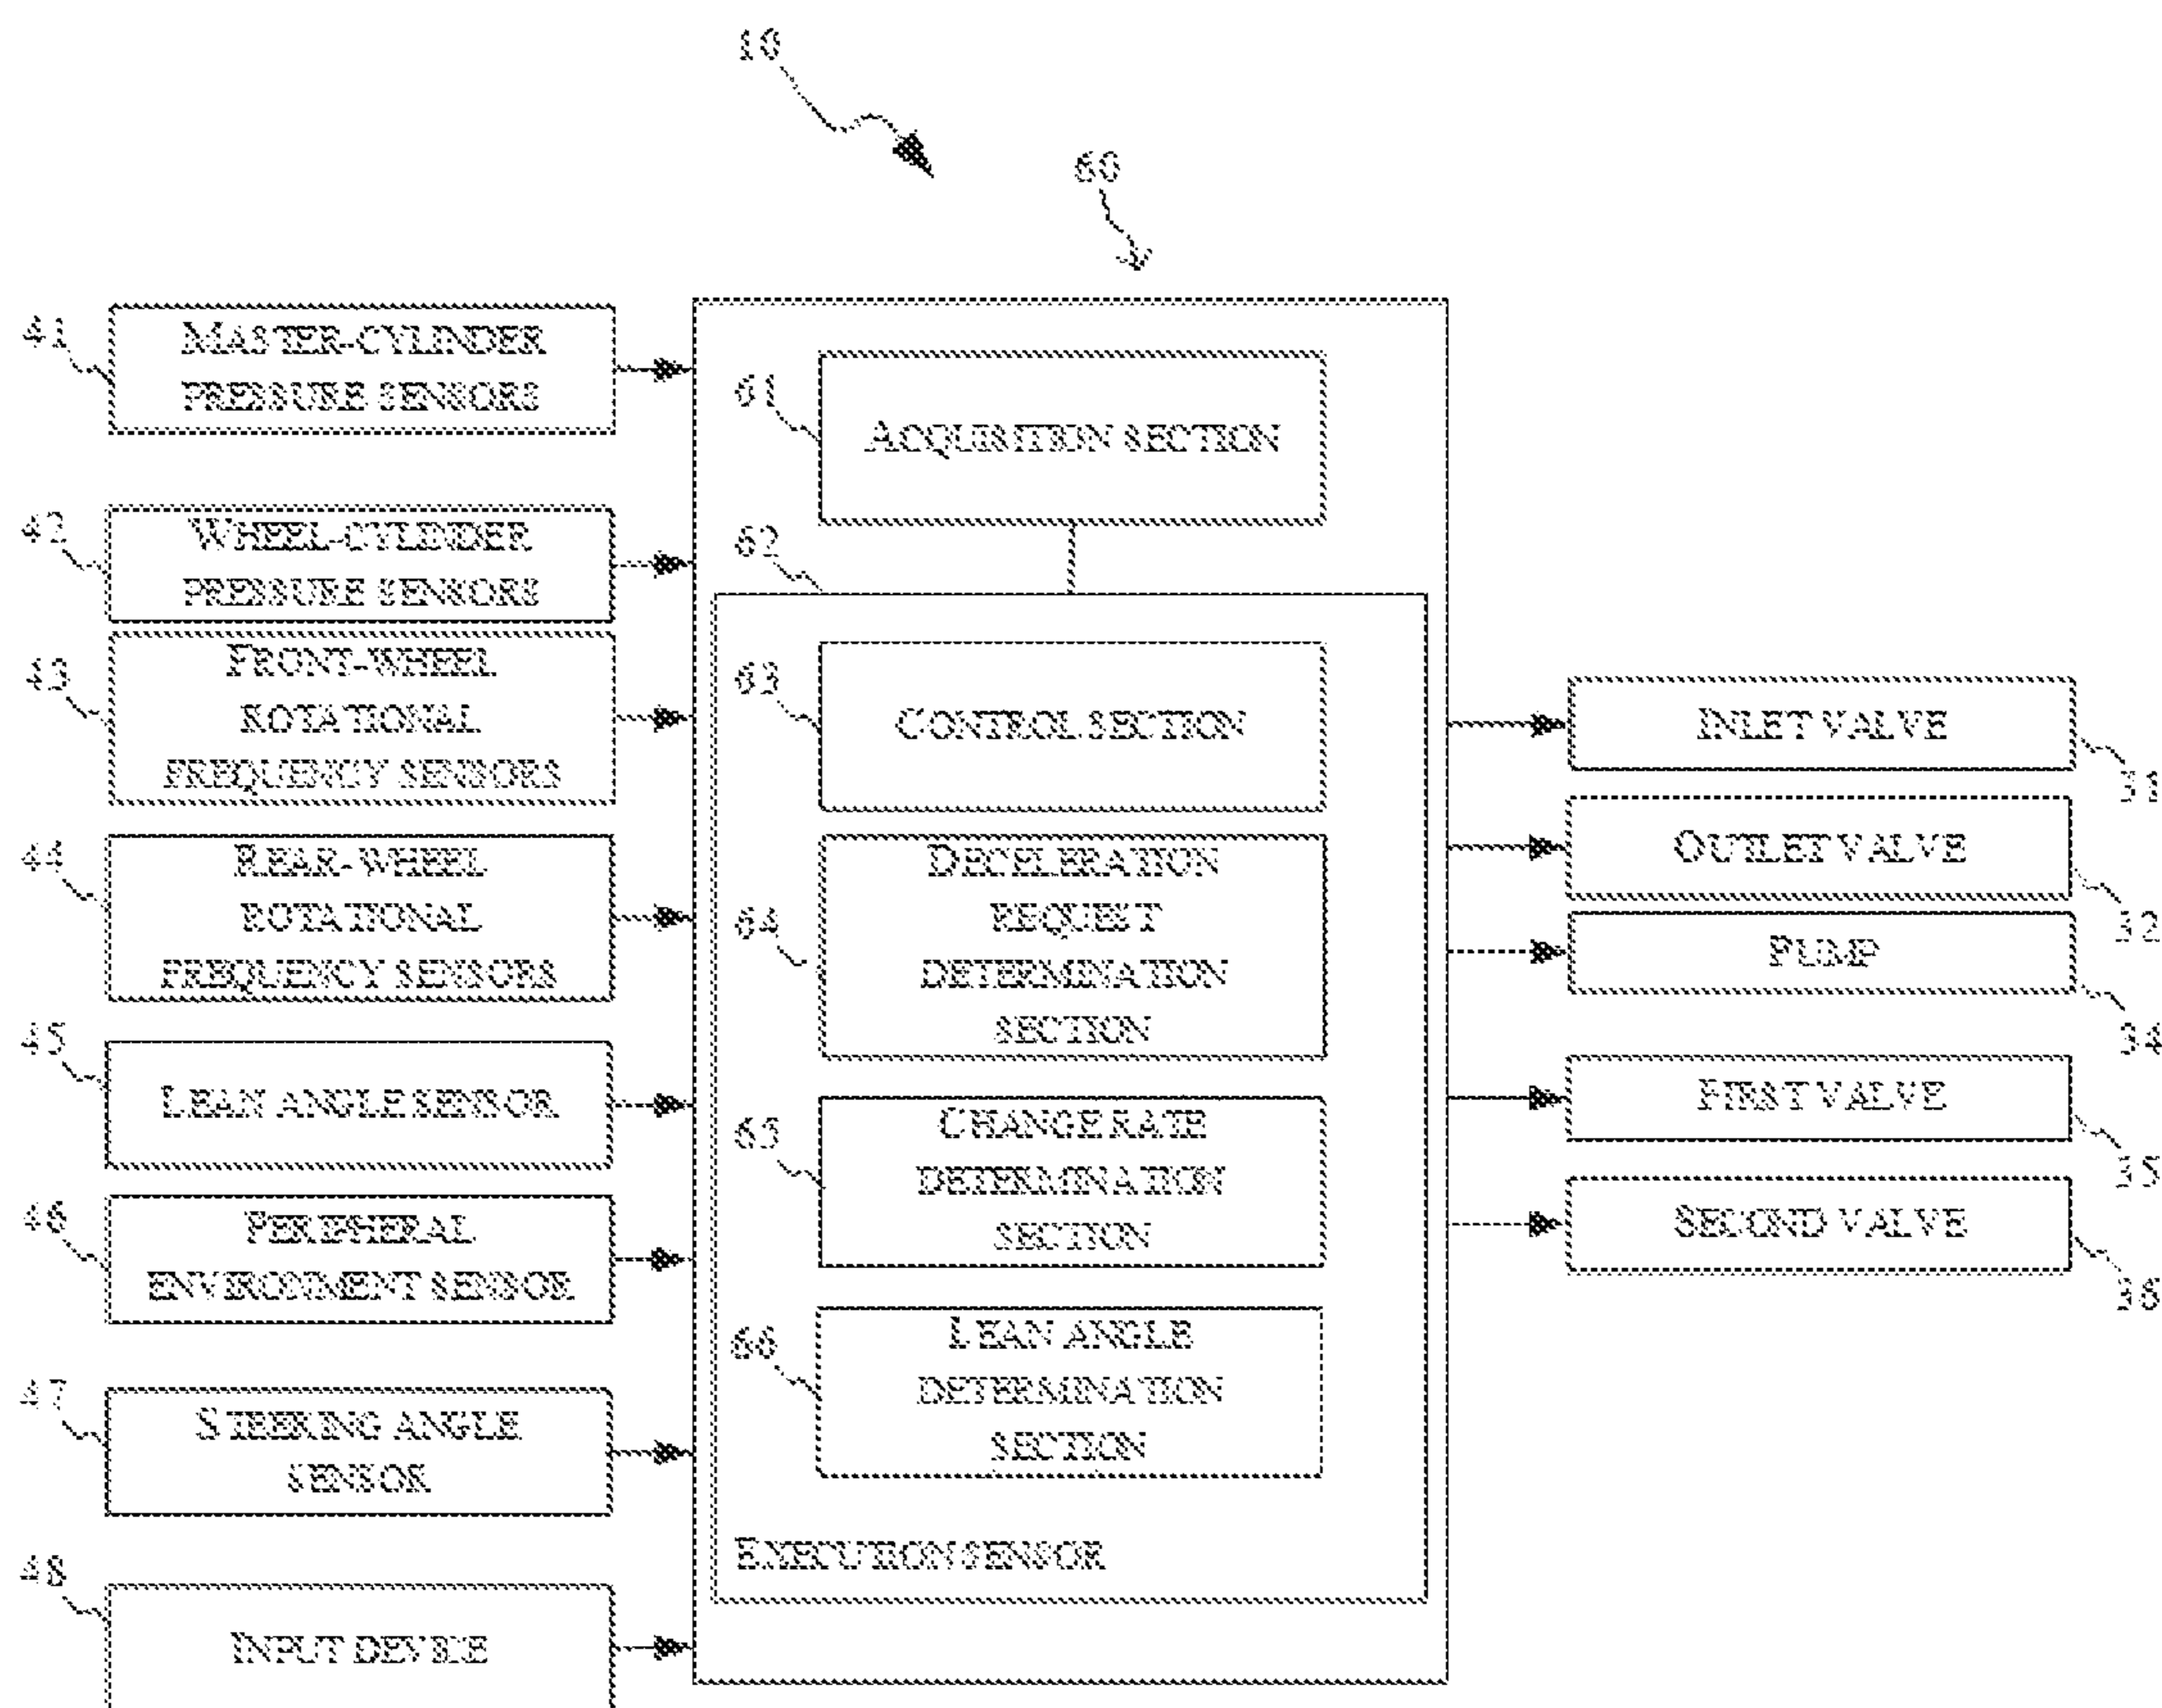 10
60
41
MASTER-CYLINDER
PRESSURE SENSORS
42
WHEEL-CYLINDER
PRESSURE SENSORS
43
FRONT-WHEEL
ROTATIONAL
FREQUENCY SENSORS
44
REAR-WHEEL
ROTATIONAL
FREQUENCY SENSORS
45
LEAN ANGLE SENSOR
46
PERIPHERAL
ENVIRONMENT SENSOR
47
STEERING ANGLE
SENSOR
48
INPUT DEVICE
61
ACQUISITION SECTION
62
63
CONTROL SECTION
64
DECELERATION
REQUEST
DETERMINATION
SECTION
65
CHANGE RATE
DETERMINATION
SECTION
66
LEAN ANGLE
DETERMINATION
SECTION
EXECUTION SENSOR
INLET VALVE
31
OUTLET VALVE
32
PUMP
34
FIRST VALVE
35
SECOND VALVE
36